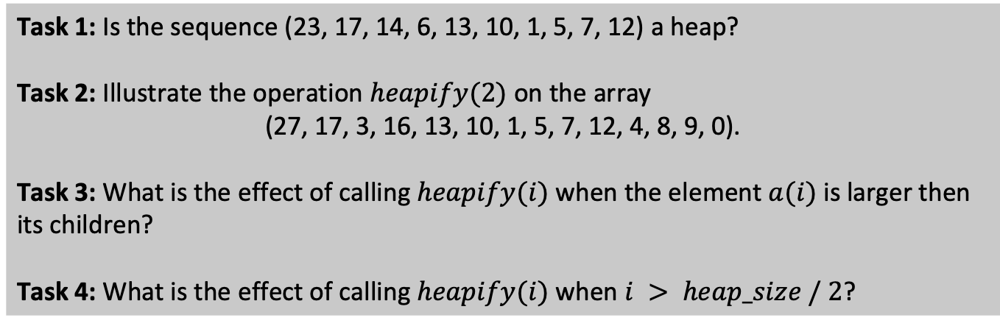 Task 1: Is the sequence (23, 17, 14, 6, 13, 10, 1, 5, 7, 12) a heap?
Task 2: Illustrate the operation heapify(2) on the array
(27, 17, 3, 16, 13, 10, 1, 5, 7, 12, 4, 8, 9, 0).
Task 3: What is the effect of calling heapify(i) when the element a(i) is larger then
its children?
Task 4: What is the effect of calling heapify(i) when i > heap_size / 2?